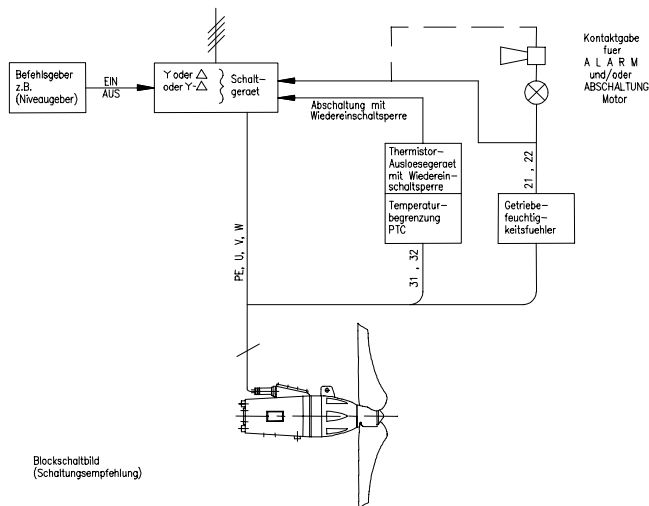 Befehlsgeber
z.B.
(Niveaugeber)
EIN
AUS
Y oder △
oder Y-△
Schalt-
geraet
Abschaltung mit
Wiedereinschaltsperre
Kontaktgabe
fuer
A L A R M
und/oder
ABSCHALTUNG
Motor
Thermistor-
Ausloesegeraet
mit Wiederein-
schaltsperre
Temperatur-
begrenzung
PTC
21 , 22
Getriebe-
feuchtig-
keitsfuehler
PE, U, V, W
31 , 32
Blockschaltbild
(Schaltungsempfehlung)